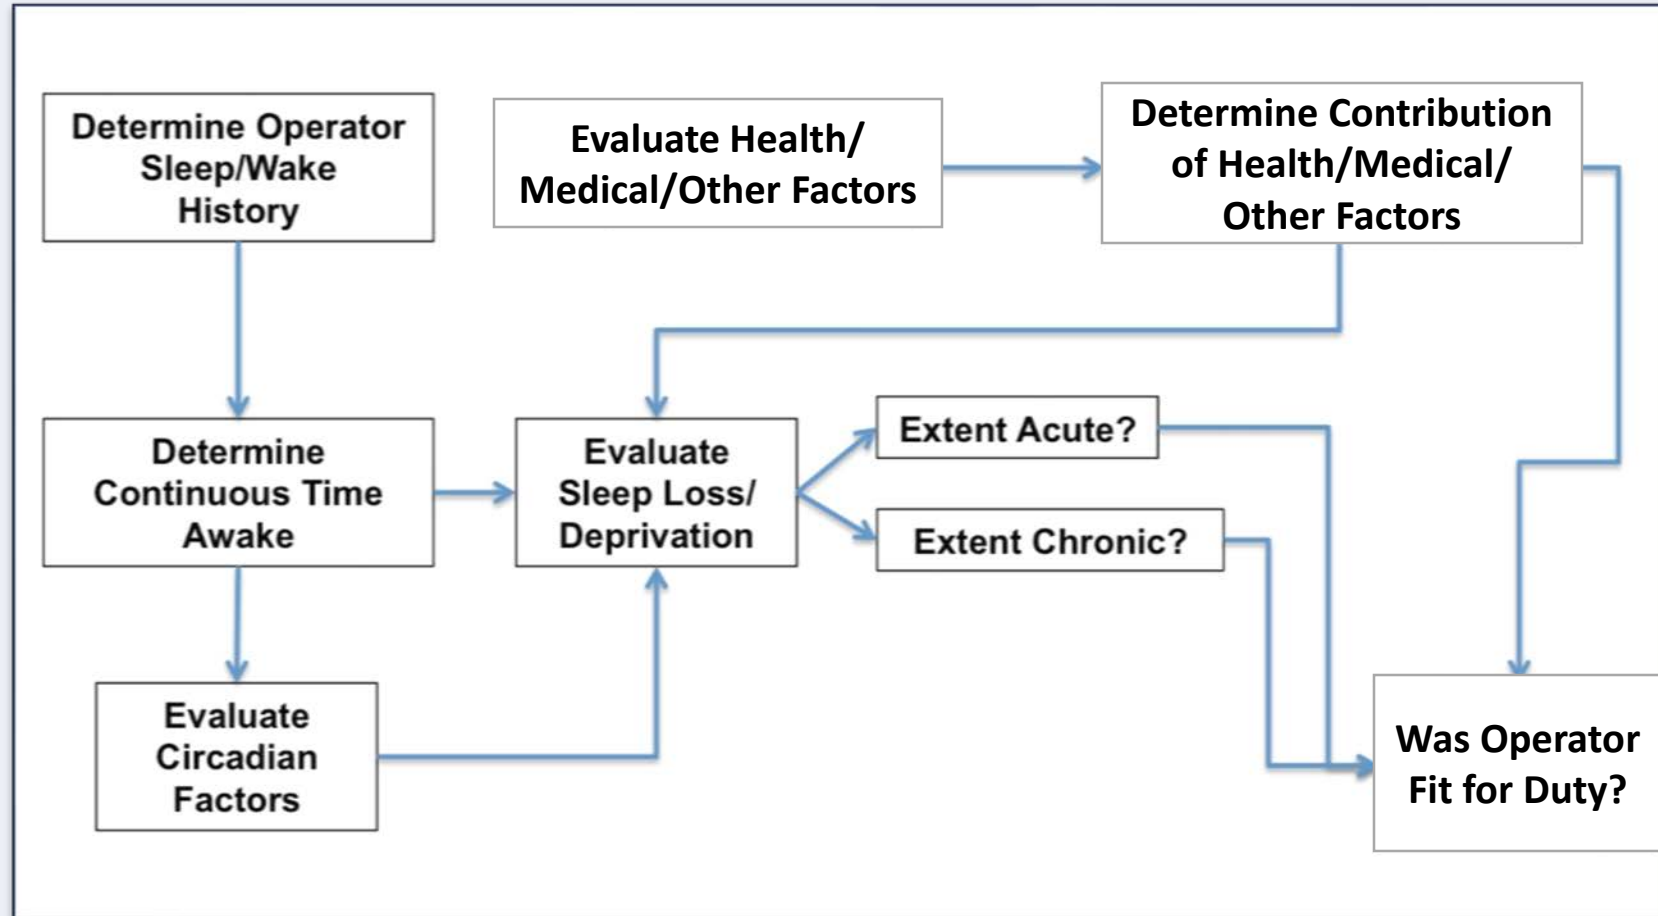 Determine Operator
Sleep/Wake
History
Evaluate Health/
Medical/Other Factors
Determine Contribution
of Health/Medical/
Other Factors
Determine
Continuous Time
Awake
Evaluate
Sleep Loss/
Deprivation
Extent Acute?
Extent Chronic?
Evaluate
Circadian
Factors
Was Operator
Fit for Duty?